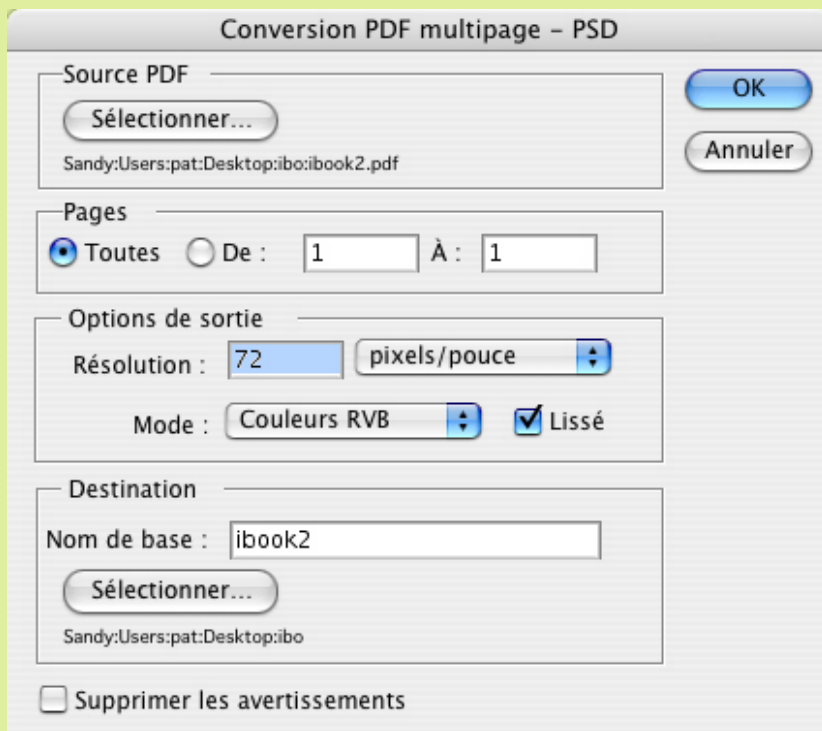 Conversion PDF multipage – PSD
Source PDF
Sélectionner...
Sandy:Users:pat:Desktop:ibo:ibook2.pdf
OK
Annuler
Pages
Toutes De : 1 À : 1
Options de sortie
Résolution : 72 pixels/pouce
Mode : Couleurs RVB Lissé
Destination
Nom de base : ibook2
Sélectionner...
Sandy:Users:pat:Desktop:ibo
Supprimer les avertissements